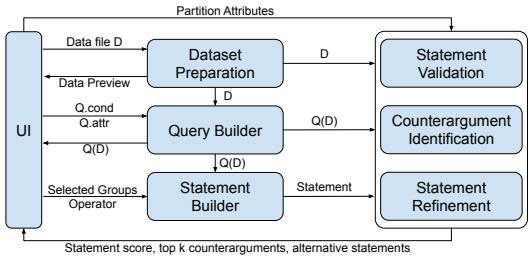 Partition Attributes
Data file D
Dataset
Preparation
D
Statement
Validation
Data Preview
D
Q.cond
Q.attr
Query Builder
Q(D)
Counterargument
Identification
UI
Q(D)
Q(D)
Selected Groups
Operator
Statement
Builder
Statement
Statement
Refinement
Statement score, top k counterarguments, alternative statements